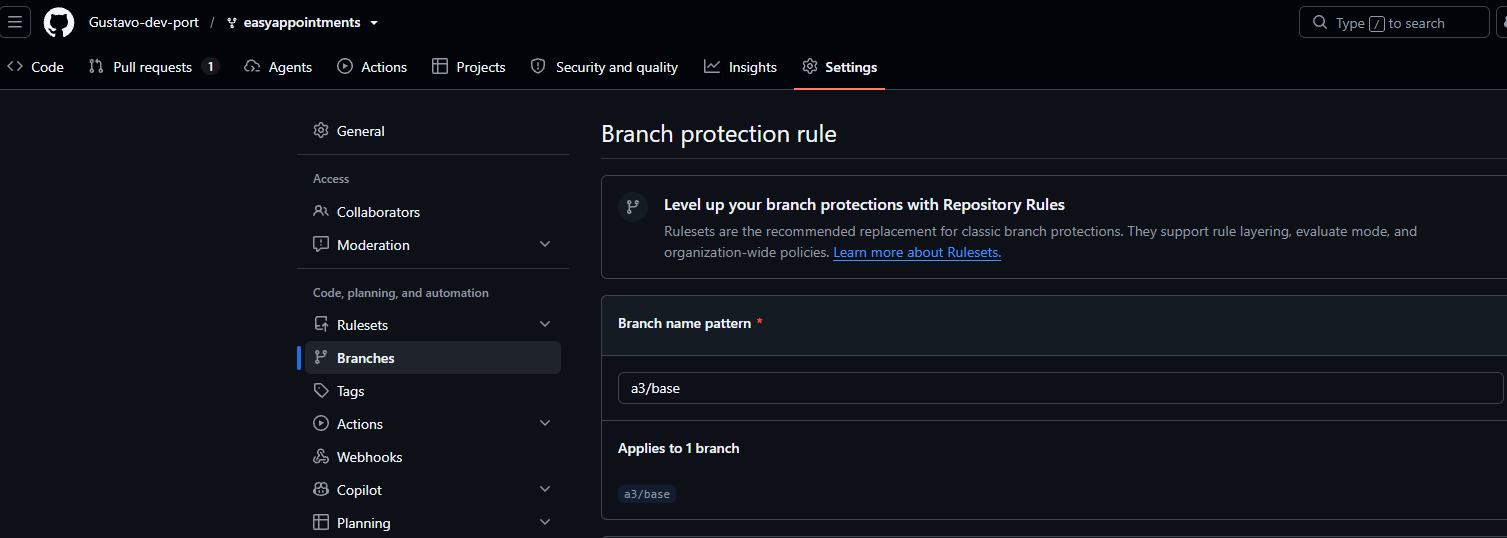 Gustavo-dev-port / easyappointments
Type / to search
Code Pull requests 1 Agents Actions Projects Security and quality Insights Settings
General
Access
Collaborators
Moderation
Code, planning, and automation
Rulesets
Branches
Tags
Actions
Webhooks
Copilot
Planning
Branch protection rule
Level up your branch protections with Repository Rules
Rulesets are the recommended replacement for classic branch protections. They support rule layering, evaluate mode, and
organization-wide policies. Learn more about Rulesets.
Branch name pattern *
a3/base
Applies to 1 branch
a3/base